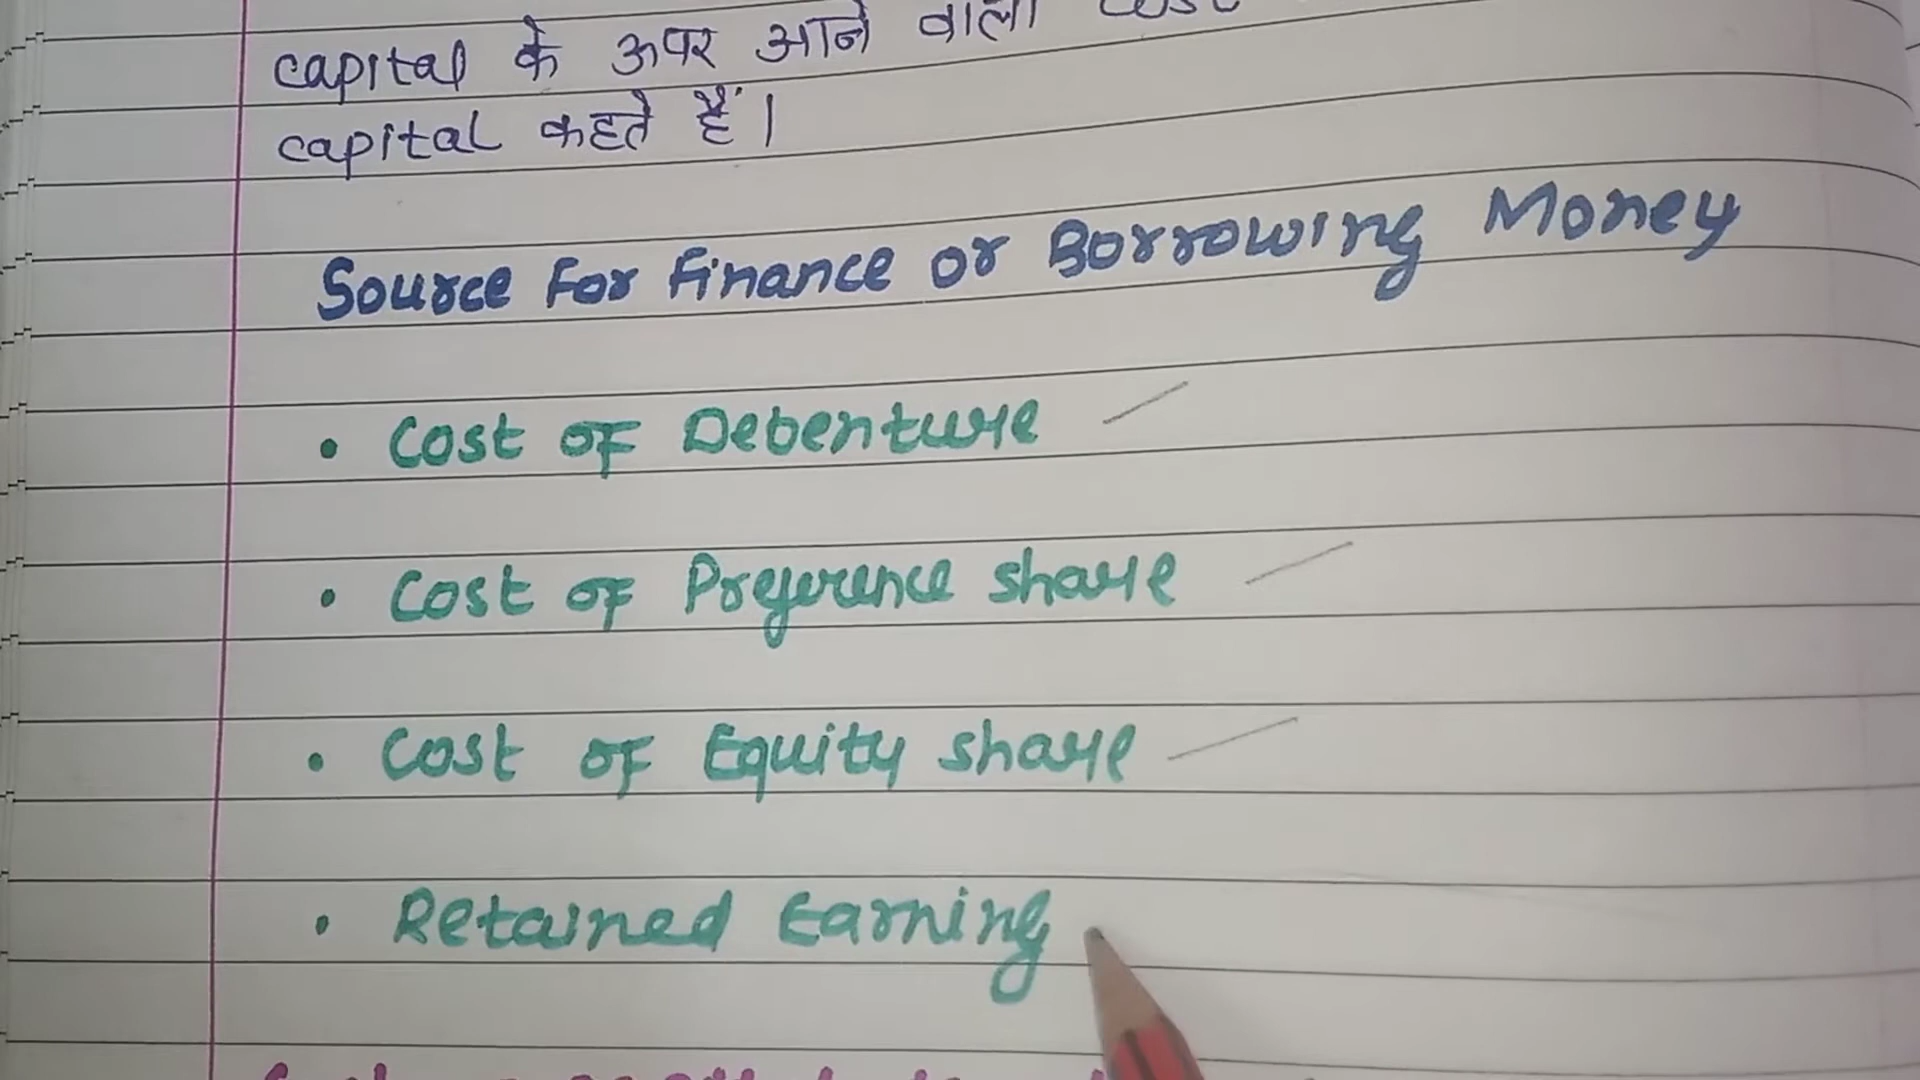 capital के ऊपर आने वाला cost
capital कहते हैं।
Source For Finance or Borrowing Money
• Cost of Debenture
• Cost of Preference share
• Cost of Equity share
• Retained Earning